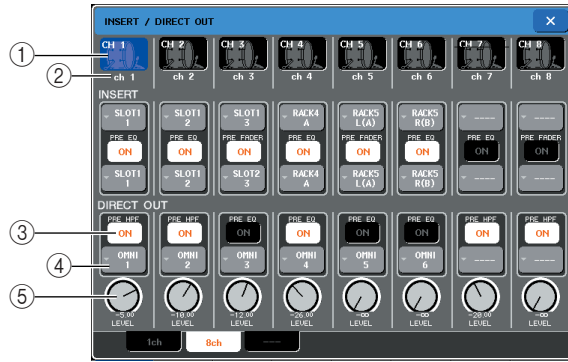 INSERT / DIRECT OUT ×
① CH 1 CH 2 CH 3 CH 4 CH 5 CH 6 CH 7 CH 8
② ch 1 ch 2 ch 3 ch 4 ch 5 ch 6 ch 7 ch 8
INSERT
SLOT1 SLOT1 SLOT1 RACK4 RACK5 RACK5 ---- ----
1 2 3 A L(A) R(B)
PRE EQ PRE EQ PRE FADER PRE EQ PRE FADER PRE EQ PRE EQ PRE FADER
ON ON ON ON ON ON ON ON
SLOT1 SLOT1 SLOT2 RACK4 RACK5 RACK5 ---- ----
1 2 3 A L(A) R(B)
DIRECT OUT
PRE HPF PRE HPF PRE EQ PRE EQ PRE EQ PRE EQ PRE HPF PRE HPF
③ ON ON ON ON ON ON ON ON
④ OMNI OMNI OMNI OMNI OMNI OMNI ---- ----
1 2 3 4 5 6
⑤
-5.00 -10.00 -12.00 -26.00 -∞ -∞ -20.00 -∞
LEVEL LEVEL LEVEL LEVEL LEVEL LEVEL LEVEL LEVEL
1ch 8ch ---